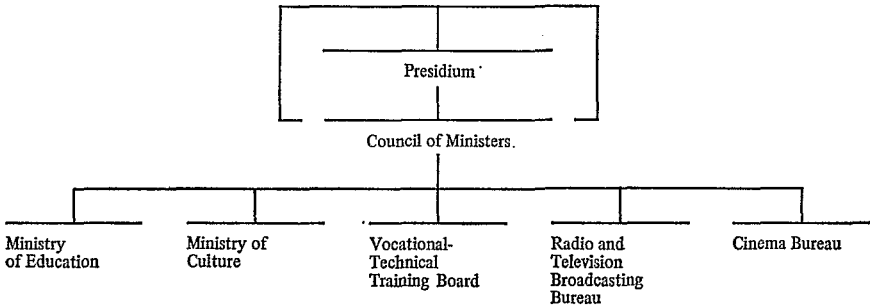 Presidium
Council of Ministers.
Ministry
of Education
Ministry of
Culture
Vocational-
Technical
Training Board
Radio and
Television
Broadcasting
Bureau
Cinema Bureau